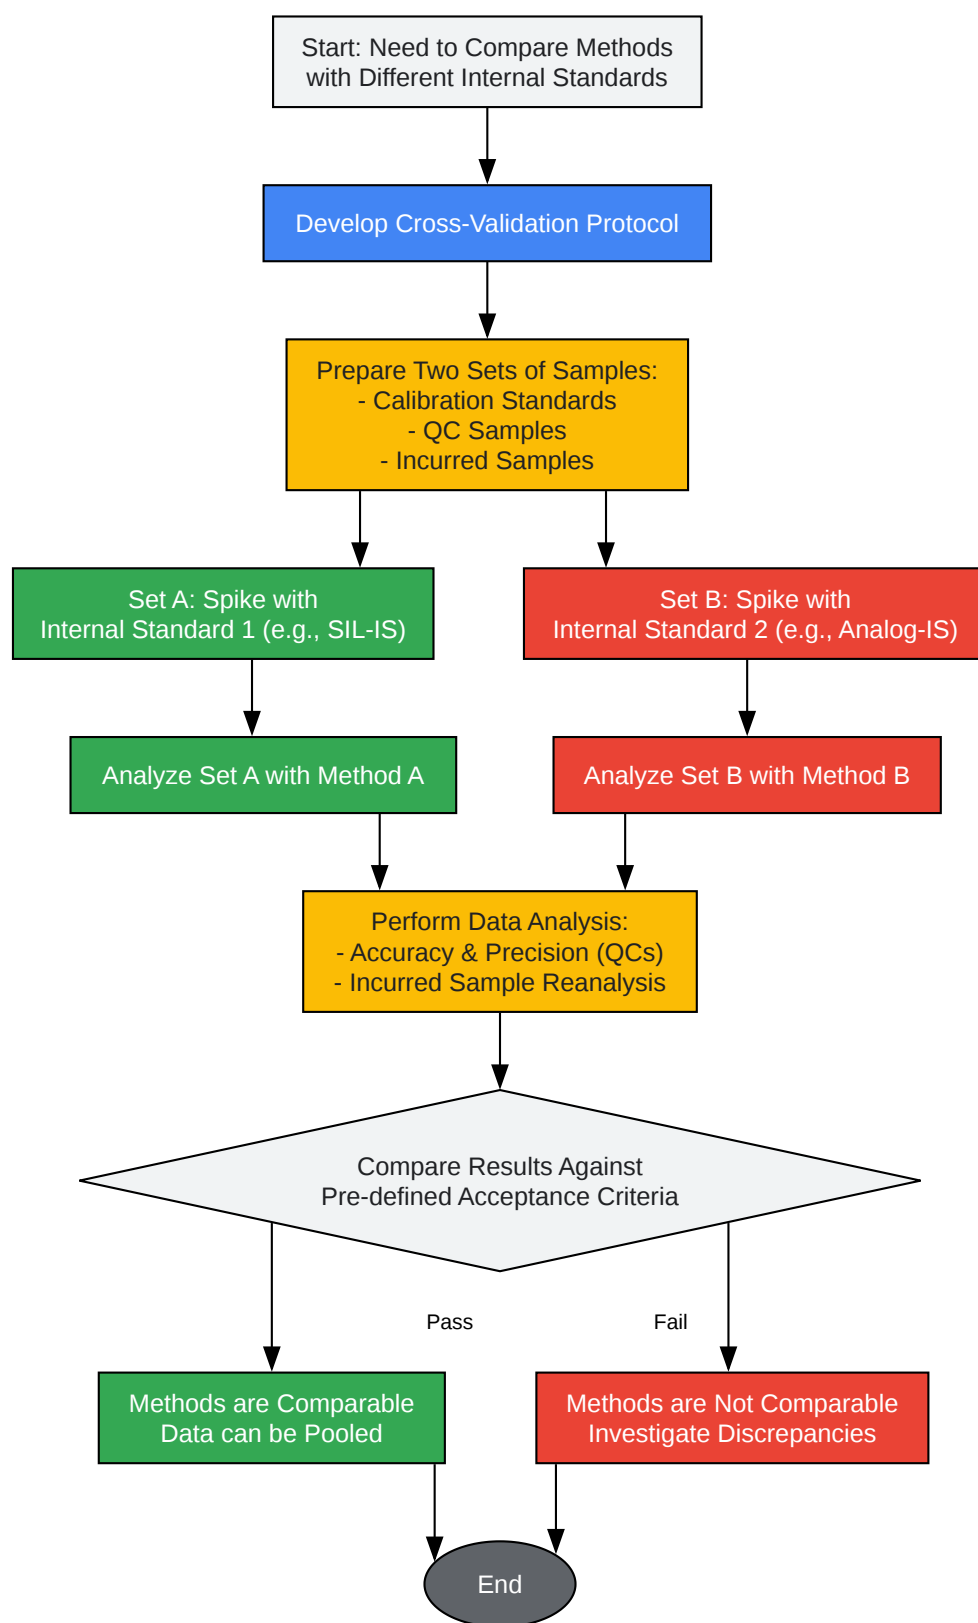 Start: Need to Compare Methods
with Different Internal Standards
Develop Cross-Validation Protocol
Prepare Two Sets of Samples:
- Calibration Standards
- QC Samples
- Incurred Samples
Set A: Spike with
Internal Standard 1 (e.g., SIL-IS)
Set B: Spike with
Internal Standard 2 (e.g., Analog-IS)
Analyze Set A with Method A
Analyze Set B with Method B
Perform Data Analysis:
- Accuracy & Precision (QCs)
- Incurred Sample Reanalysis
Compare Results Against
Pre-defined Acceptance Criteria
Pass
Fail
Methods are Comparable
Data can be Pooled
Methods are Not Comparable
Investigate Discrepancies
End